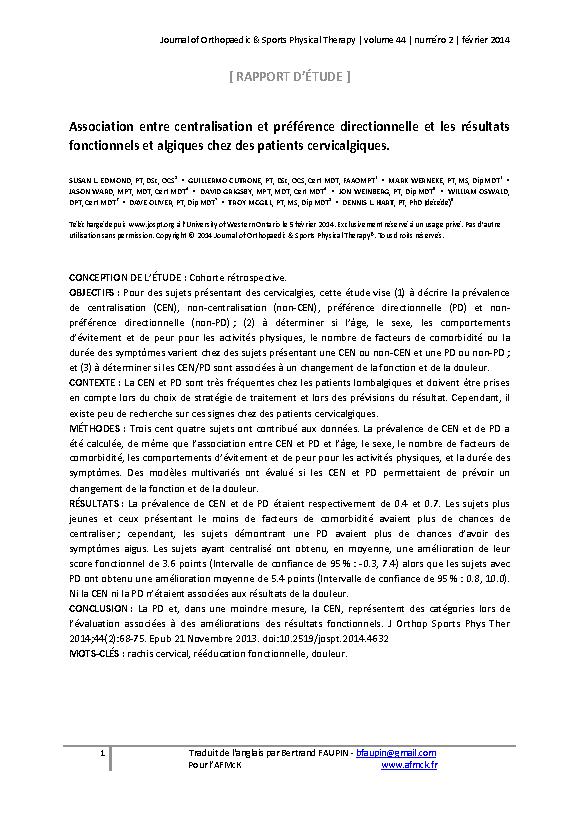 Journal of Orthopaedic & Sports Physical Therapy | volume 44 | numéro 2 | février 2014
[ RAPPORT D'ÉTUDE ]
Association entre centralisation et préférence directionnelle et les résultats
fonctionnels et algiques chez des patients cervicalgiques.
SUSAN L. EDMOND, PT, DSc, OCS • GUILLERMO CUTRONE, PT, DSc, OCS, Cert MDT, FAAOMPT • MARK WERNEKE, PT, MS, Dip MDT •
JASON WARD, MPT, MDT, Cert MDT • DAVID GRIGSBY, MPT, MDT, Cert MDT • JON WEINBERG, PT, Dip MDT • WILLIAM OSWALD,
DPT, Cert MDT • DAVE OLIVER, PT, Dip MDT • TROY MCGILL, PT, MS, Dip MDT • DENNIS L. HART, PT, PhD (décédé)
Téléchargé depuis www.jospt.org à l'University of Western Ontario le 5 février 2014. Exclusivement réservé à un usage privé. Pas d'autre
utilisation sans permission. Copyright © 2014 Journal of Orthopaedic & Sports Physical Therapy®. Tous droits réservés.
CONCEPTION DE L'ÉTUDE : Cohorte rétrospective.
OBJECTIFS : Pour des sujets présentant des cervicalgies, cette étude vise (1) à décrire la prévalence
de centralisation (CEN), non-centralisation (non-CEN), préférence directionnelle (PD) et non-
préférence directionnelle (non-PD) ; (2) à déterminer si l'âge, le sexe, les comportements
d'évitement et de peur pour les activités physiques, le nombre de facteurs de comorbidité ou la
durée des symptômes varient chez des sujets présentant une CEN ou non-CEN et une PD ou non-PD ;
et (3) à déterminer si les CEN/PD sont associées à un changement de la fonction et de la douleur.
CONTEXTE : La CEN et PD sont très fréquentes chez les patients lombalgiques et doivent être prises
en compte lors du choix de stratégie de traitement et lors des prévisions du résultat. Cependant, il
existe peu de recherche sur ces signes chez des patients cervicalgiques.
MÉTHODES : Trois cent quatre sujets ont contribué aux données. La prévalence de CEN et de PD a
été calculée, de même que l'association entre CEN et PD et l'âge, le sexe, le nombre de facteurs de
comorbidité, les comportements d'évitement et de peur pour les activités physiques, et la durée des
symptômes. Des modèles multivariés ont évalué si les CEN et PD permettaient de prévoir un
changement de la fonction et de la douleur.
RÉSULTATS : La prévalence de CEN et de PD étaient respectivement de 0.4 et 0.7. Les sujets plus
jeunes et ceux présentant le moins de facteurs de comorbidité avaient plus de chances de
centraliser ; cependant, les sujets démontrant une PD avaient plus de chances d'avoir des
symptômes aigus. Les sujets ayant centralisé ont obtenu, en moyenne, une amélioration de leur
score fonctionnel de 3.6 points (Intervalle de confiance de 95% : -0.3, 7.4) alors que les sujets avec
PD ont obtenu une amélioration moyenne de 5.4 points (Intervalle de confiance de 95% : 0.8, 10.0).
Ni la CEN ni la PD n'étaient associées aux résultats de la douleur.
CONCLUSION : La PD et, dans une moindre mesure, la CEN, représentent des catégories lors de
l'évaluation associées à des améliorations des résultats fonctionnels. J Orthop Sports Phys Ther
2014;44(2):68-75. Epub 21 Novembre 2013. doi:10.2519/jospt.2014.4632
MOTS-CLÉS : rachis cervical, rééducation fonctionnelle, douleur.
1 Traduit de l'anglais par Bertrand FAUPIN - bfaupin@gmail.com
Pour l'AFMcK www.afmck.fr